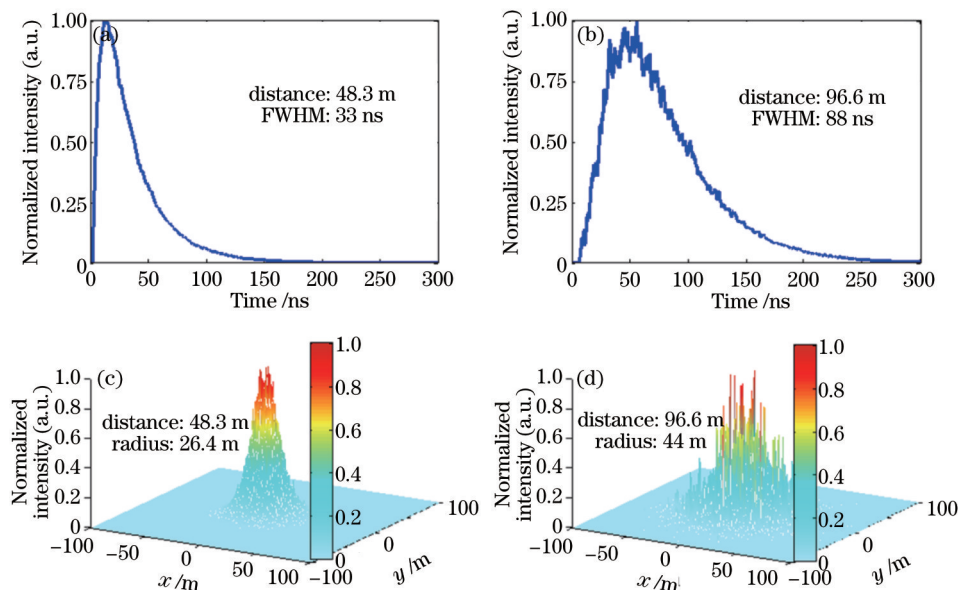 (a)
Normalized intensity (a.u.)
1.00
0.75
0.50
0.25
0
distance: 48.3 m
FWHM: 33 ns
0 50 100 150 200 250 300
Time /ns
(b)
Normalized intensity (a.u.)
1.00
0.75
0.50
0.25
0
distance: 96.6 m
FWHM: 88 ns
0 50 100 150 200 250 300
Time /ns
(c)
Normalized
intensity (a.u.)
1.0
0.8
0.6
0.4
0.2
0
distance: 48.3 m
radius: 26.4 m
-100
-50
0
50
100
x /m
-100
0
100
y /m
1.0
0.8
0.6
0.4
0.2
0
(d)
Normalized
intensity (a.u.)
1.0
0.8
0.6
0.4
0.2
0
distance: 96.6 m
radius: 44 m
-100
-50
0
50
100
x /m
-100
0
100
y /m
1.0
0.8
0.6
0.4
0.2
0